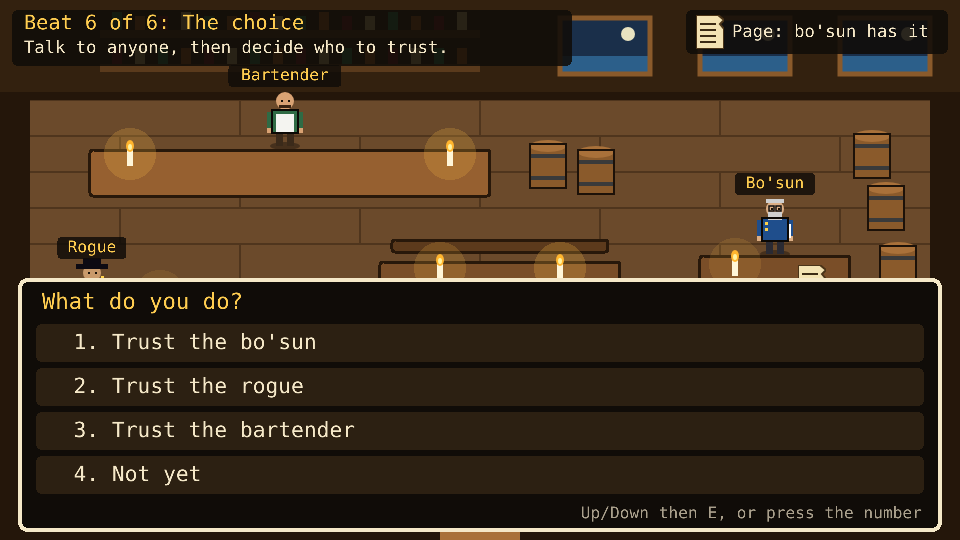 Beat 6 of 6: The choice
Talk to anyone, then decide who to trust.
Page: bo'sun has it
Bartender
Bo'sun
Rogue
What do you do?
1. Trust the bo'sun
2. Trust the rogue
3. Trust the bartender
4. Not yet
Up/Down then E, or press the number